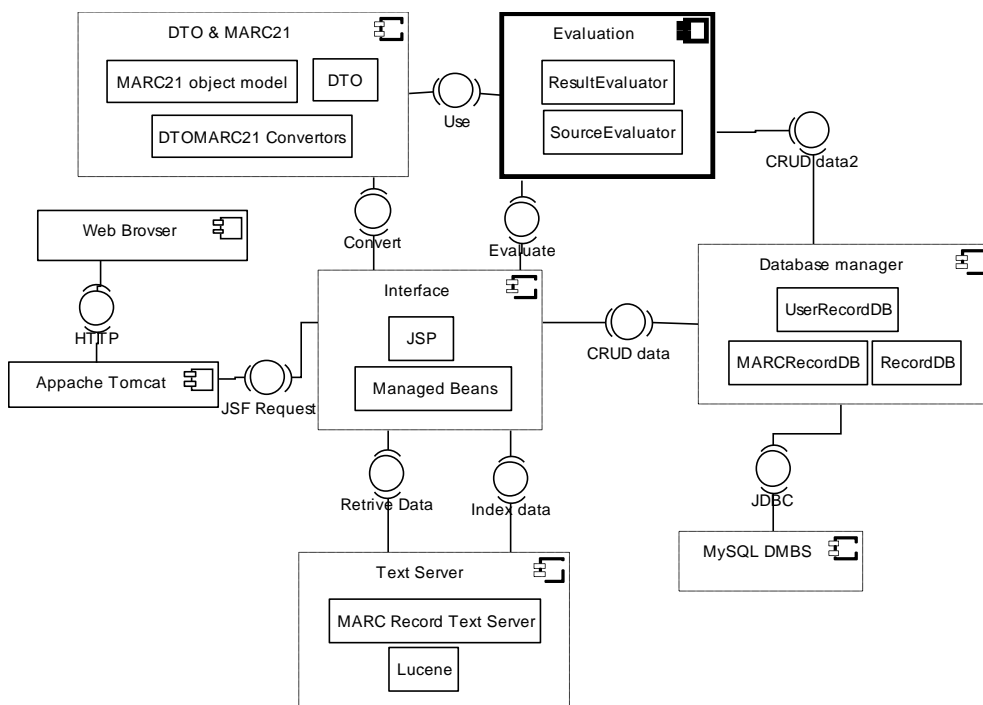 DTO & MARC21
MARC21 object model
DTO
DTOMARC21 Convertors
Use
Evaluation
ResultEvaluator
SourceEvaluator
CRUD data2
Convert
Evaluate
Web Brovser
HTTP
Appache Tomcat
JSF Request
Interface
JSP
Managed Beans
CRUD data
Database manager
UserRecordDB
MARCRecordDB
RecordDB
Retrive Data
Index data
JDBC
MySQL DMBS
Text Server
MARC Record Text Server
Lucene